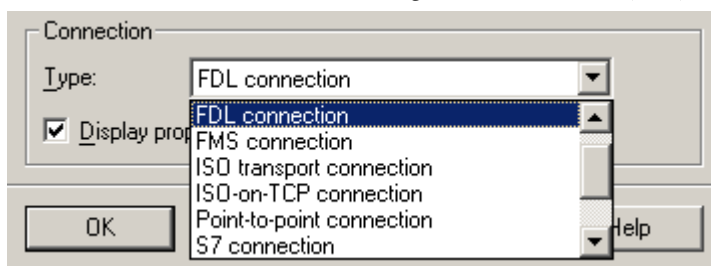 Connection
Type:
FDL connection
FDL connection
Display prop
FMS connection
ISO transport connection
ISO-on-TCP connection
Point-to-point connection
S7 connection
OK
Help